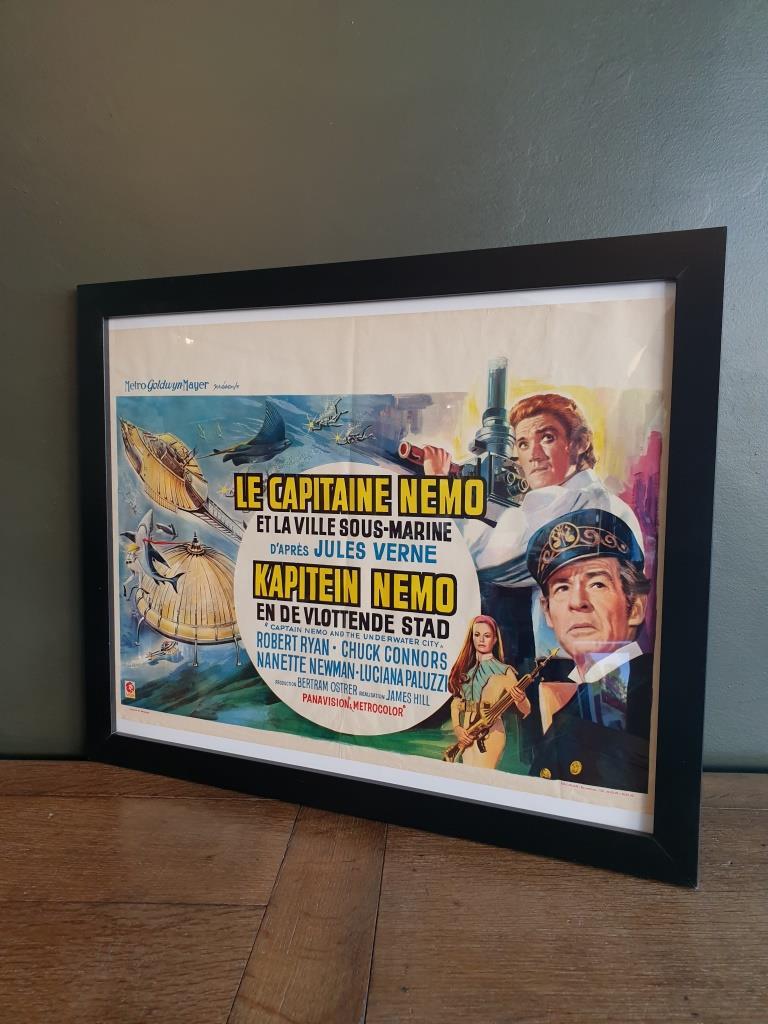 Metro Goldwyn Mayer
LE CAPITAINE NEMO
ET LA VILLE SOUS-MARINE
D'APRÈS JULES VERNE
KAPITEIN NEMO
EN DE VLOTTENDE STAD
"CAPTAIN NEMO AND THE UNDERWATER CITY"
ROBERT RYAN · CHUCK CONNORS
NANETTE NEWMAN - LUCIANA PALUZZI
PRODUCTION BERTRAM OSTRER REALISATION JAMES HILL
PANAVISION & METROCOLOR